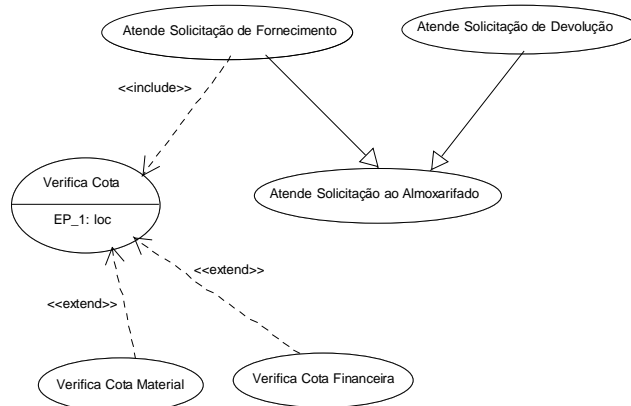 Atende Solicitação de Fornecimento
Atende Solicitação de Devolução
<<include>>
Verifica Cota
EP_1: loc
Atende Solicitação ao Almoxarifado
<<extend>>
<<extend>>
Verifica Cota Material
Verifica Cota Financeira